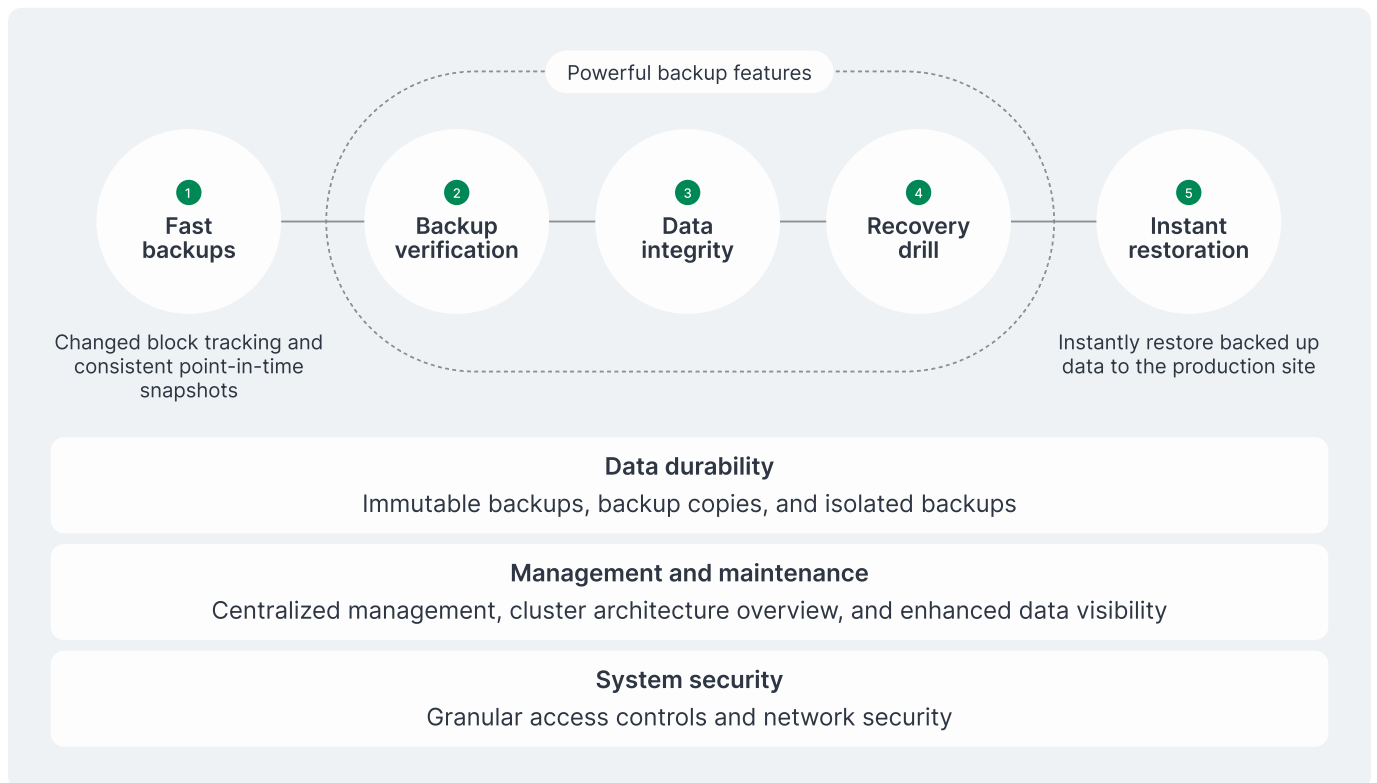 Powerful backup features
1
Fast
backups
2
Backup
verification
3
Data
integrity
4
Recovery
drill
5
Instant
restoration
Changed block tracking and
consistent point-in-time
snapshots
Instantly restore backed up
data to the production site
Data durability
Immutable backups, backup copies, and isolated backups
Management and maintenance
Centralized management, cluster architecture overview, and enhanced data visibility
System security
Granular access controls and network security